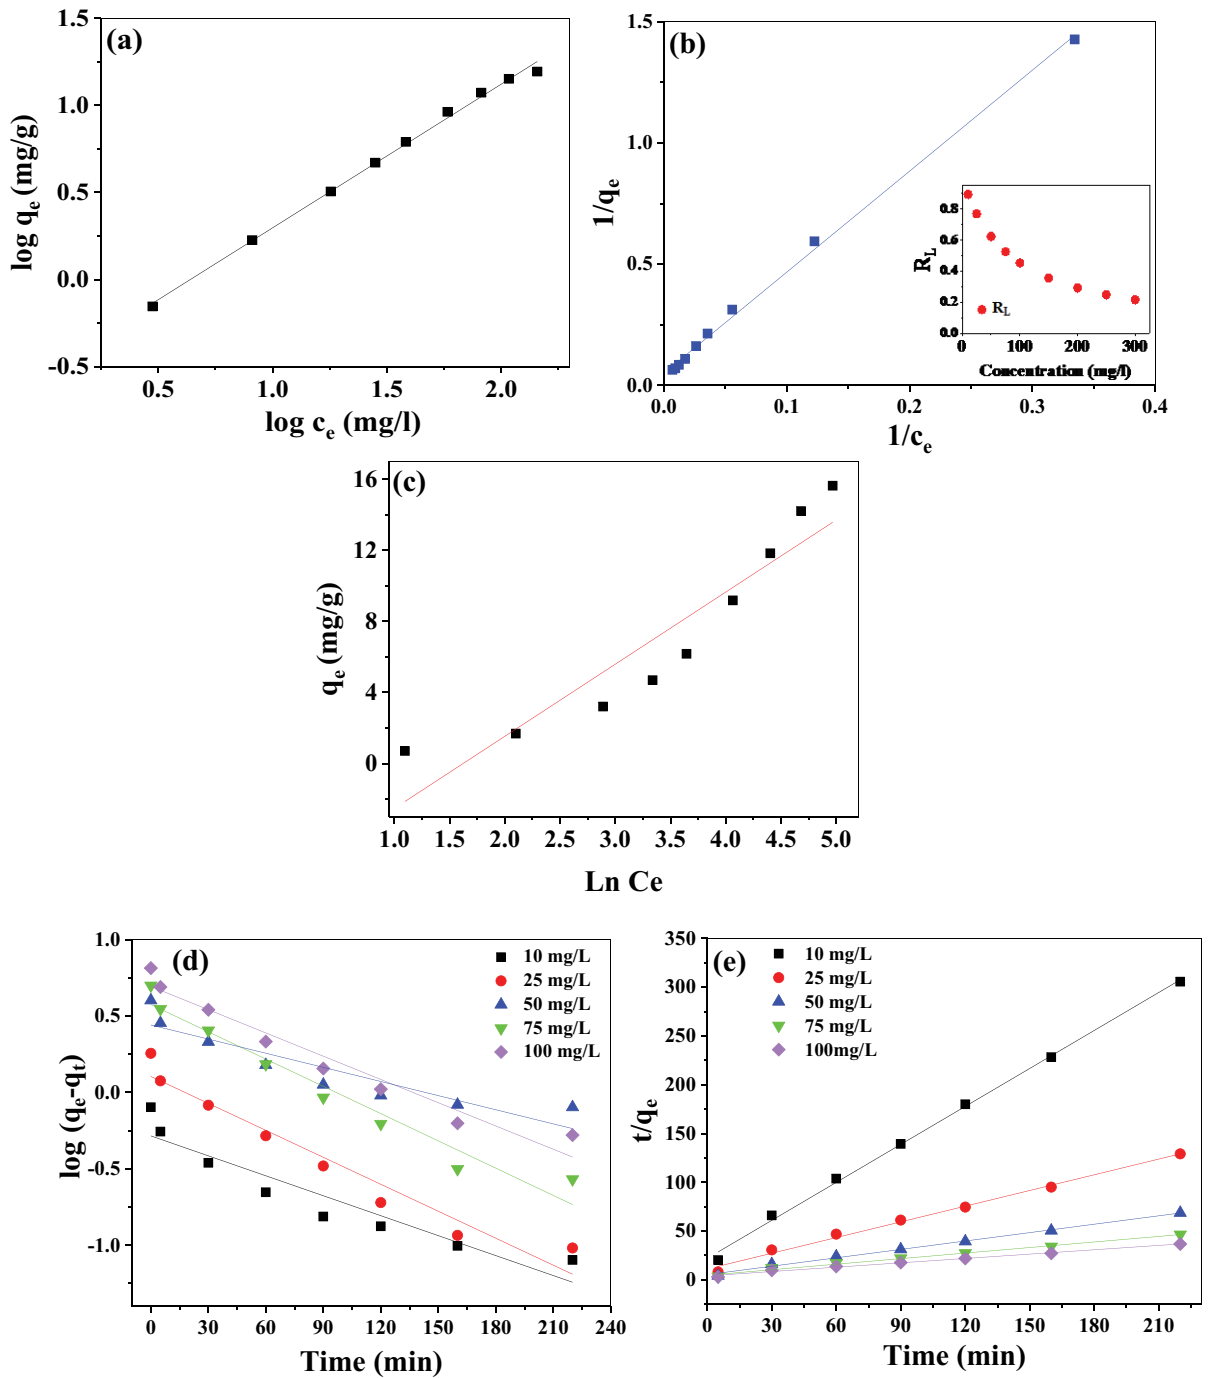 (a)
1.5
1.0
0.5
0.0
-0.5
log qe (mg/g)
0.5 1.0 1.5 2.0
log ce (mg/l)
(b)
1.5
1.0
0.5
0.0
1/qe
0.0 0.1 0.2 0.3 0.4
1/ce
0.8
0.6
0.4
0.2
0.0
RL
RL
0 100 200 300
Concentration (mg/l)
(c)
16
12
8
4
0
qe (mg/g)
1.0 1.5 2.0 2.5 3.0 3.5 4.0 4.5 5.0
Ln Ce
(d)
1.0
0.5
0.0
-0.5
-1.0
log (qe-qt)
10 mg/L
25 mg/L
50 mg/L
75 mg/L
100 mg/L
0 30 60 90 120 160 200 240
Time (min)
(e)
350
300
250
200
150
100
50
0
t/qe
10 mg/L
25 mg/L
50 mg/L
75 mg/L
100mg/L
0 30 60 90 120 150 180 210
Time (min)